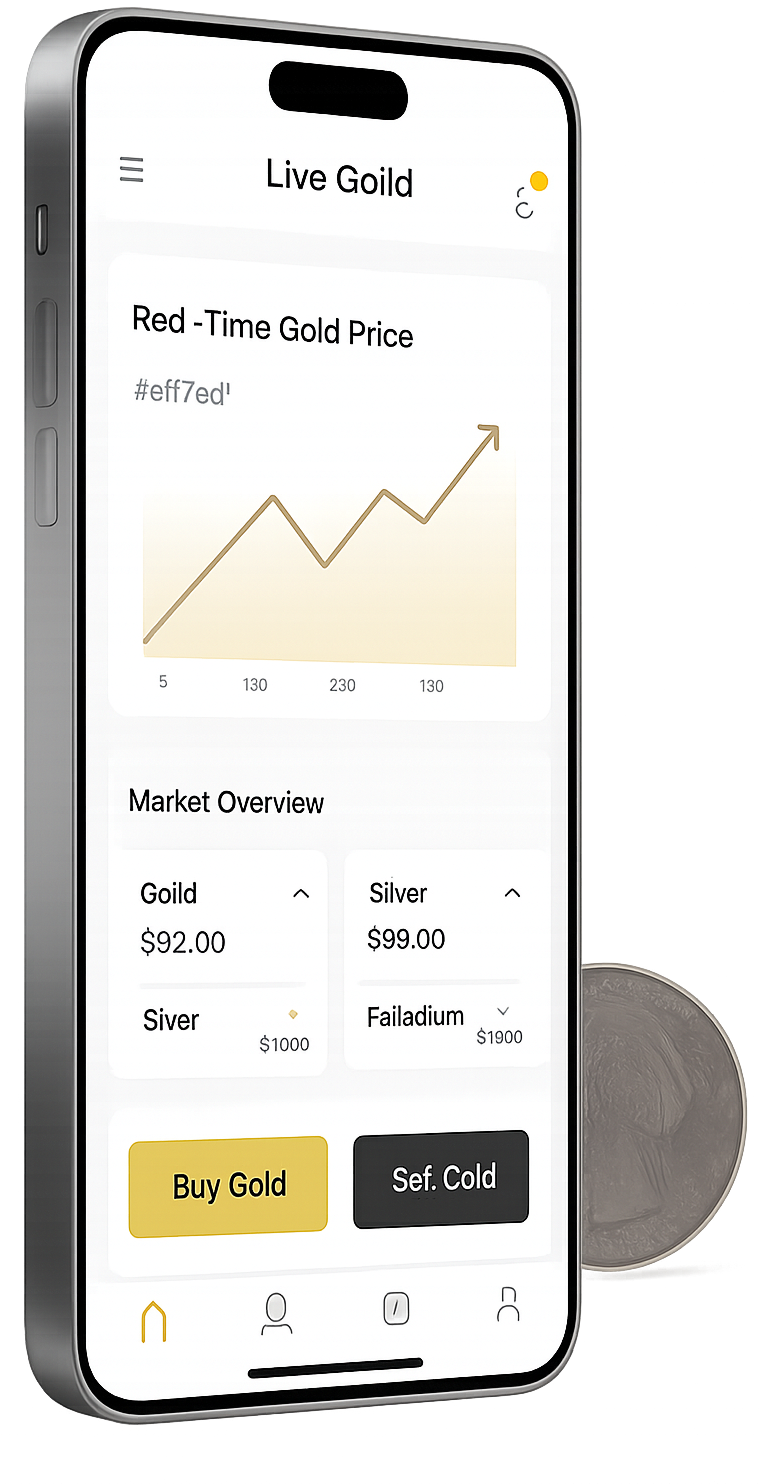 Live Goild
Red -Time Gold Price
#eff7ed'
5 130 230 130
Market Overview
Goild
$92.00
Siver
$1000
Silver
$99.00
Failadium
$1900
Buy Gold
Sef. Cold